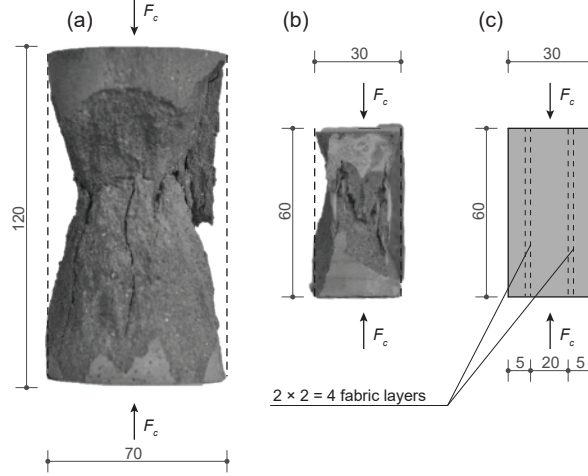 (a)
F_c
(b)
(c)
30
30
F_c
F_c
120
60
60
F_c
F_c
5 20 5
2 × 2 = 4 fabric layers
F_c
70